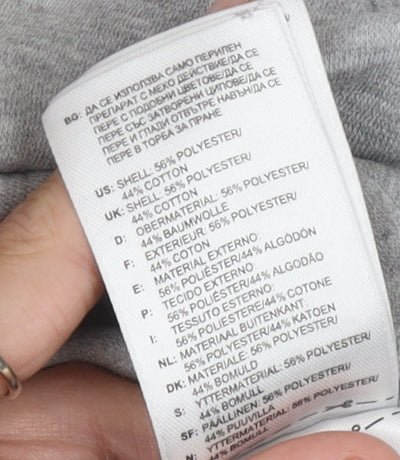 BG: ДА СЕ ИЗПОЛЗВА САМО ПЕРИЛЕН
ПРЕПАРАТ С МЕКО ДЕЙСТВИЕ/ДА СЕ
ПЕРЕ С ПОДОБНИ ЦВЕТОВЕ/ДА СЕ
ПЕРЕ СЪС ЗАТВОРЕНИ ЦИПОВЕ/ДА СЕ
ПЕРЕ И ГЛАДИ ОТВЪТРЕ НАВЪН/ДА СЕ
ПЕРЕ В ТОРБА ЗА ПРАНЕ
US: SHELL: 56% POLYESTER/
44% COTTON
UK: SHELL: 56% POLYESTER/
44% COTTON
D: OBERMATERIAL: 56% POLYESTER/
44% BAUMWOLLE
F: EXTERIEUR: 56% POLYESTER/
44% COTON
E: MATERIAL EXTERNO:
56% POLIÉSTER/44% ALGODÓN
P: TECIDO EXTERNO:
56% POLIÉSTER/44% ALGODÃO
I: TESSUTO ESTERNO:
56% POLIESTERE/44% COTONE
NL: MATERIAAL BUITENKANT:
56% POLYESTER/44% KATOEN
DK: MATERIALE: 56% POLYESTER/
44% BOMULD
S: YTTERMATERIAL: 56% POLYESTER/
44% BOMULL
SF: PÄÄLLINEN: 56% POLYESTERI/
44% PUUVILLA
N: YTTERMATERIAL: 56% POLYESTER/
44% BOMULL